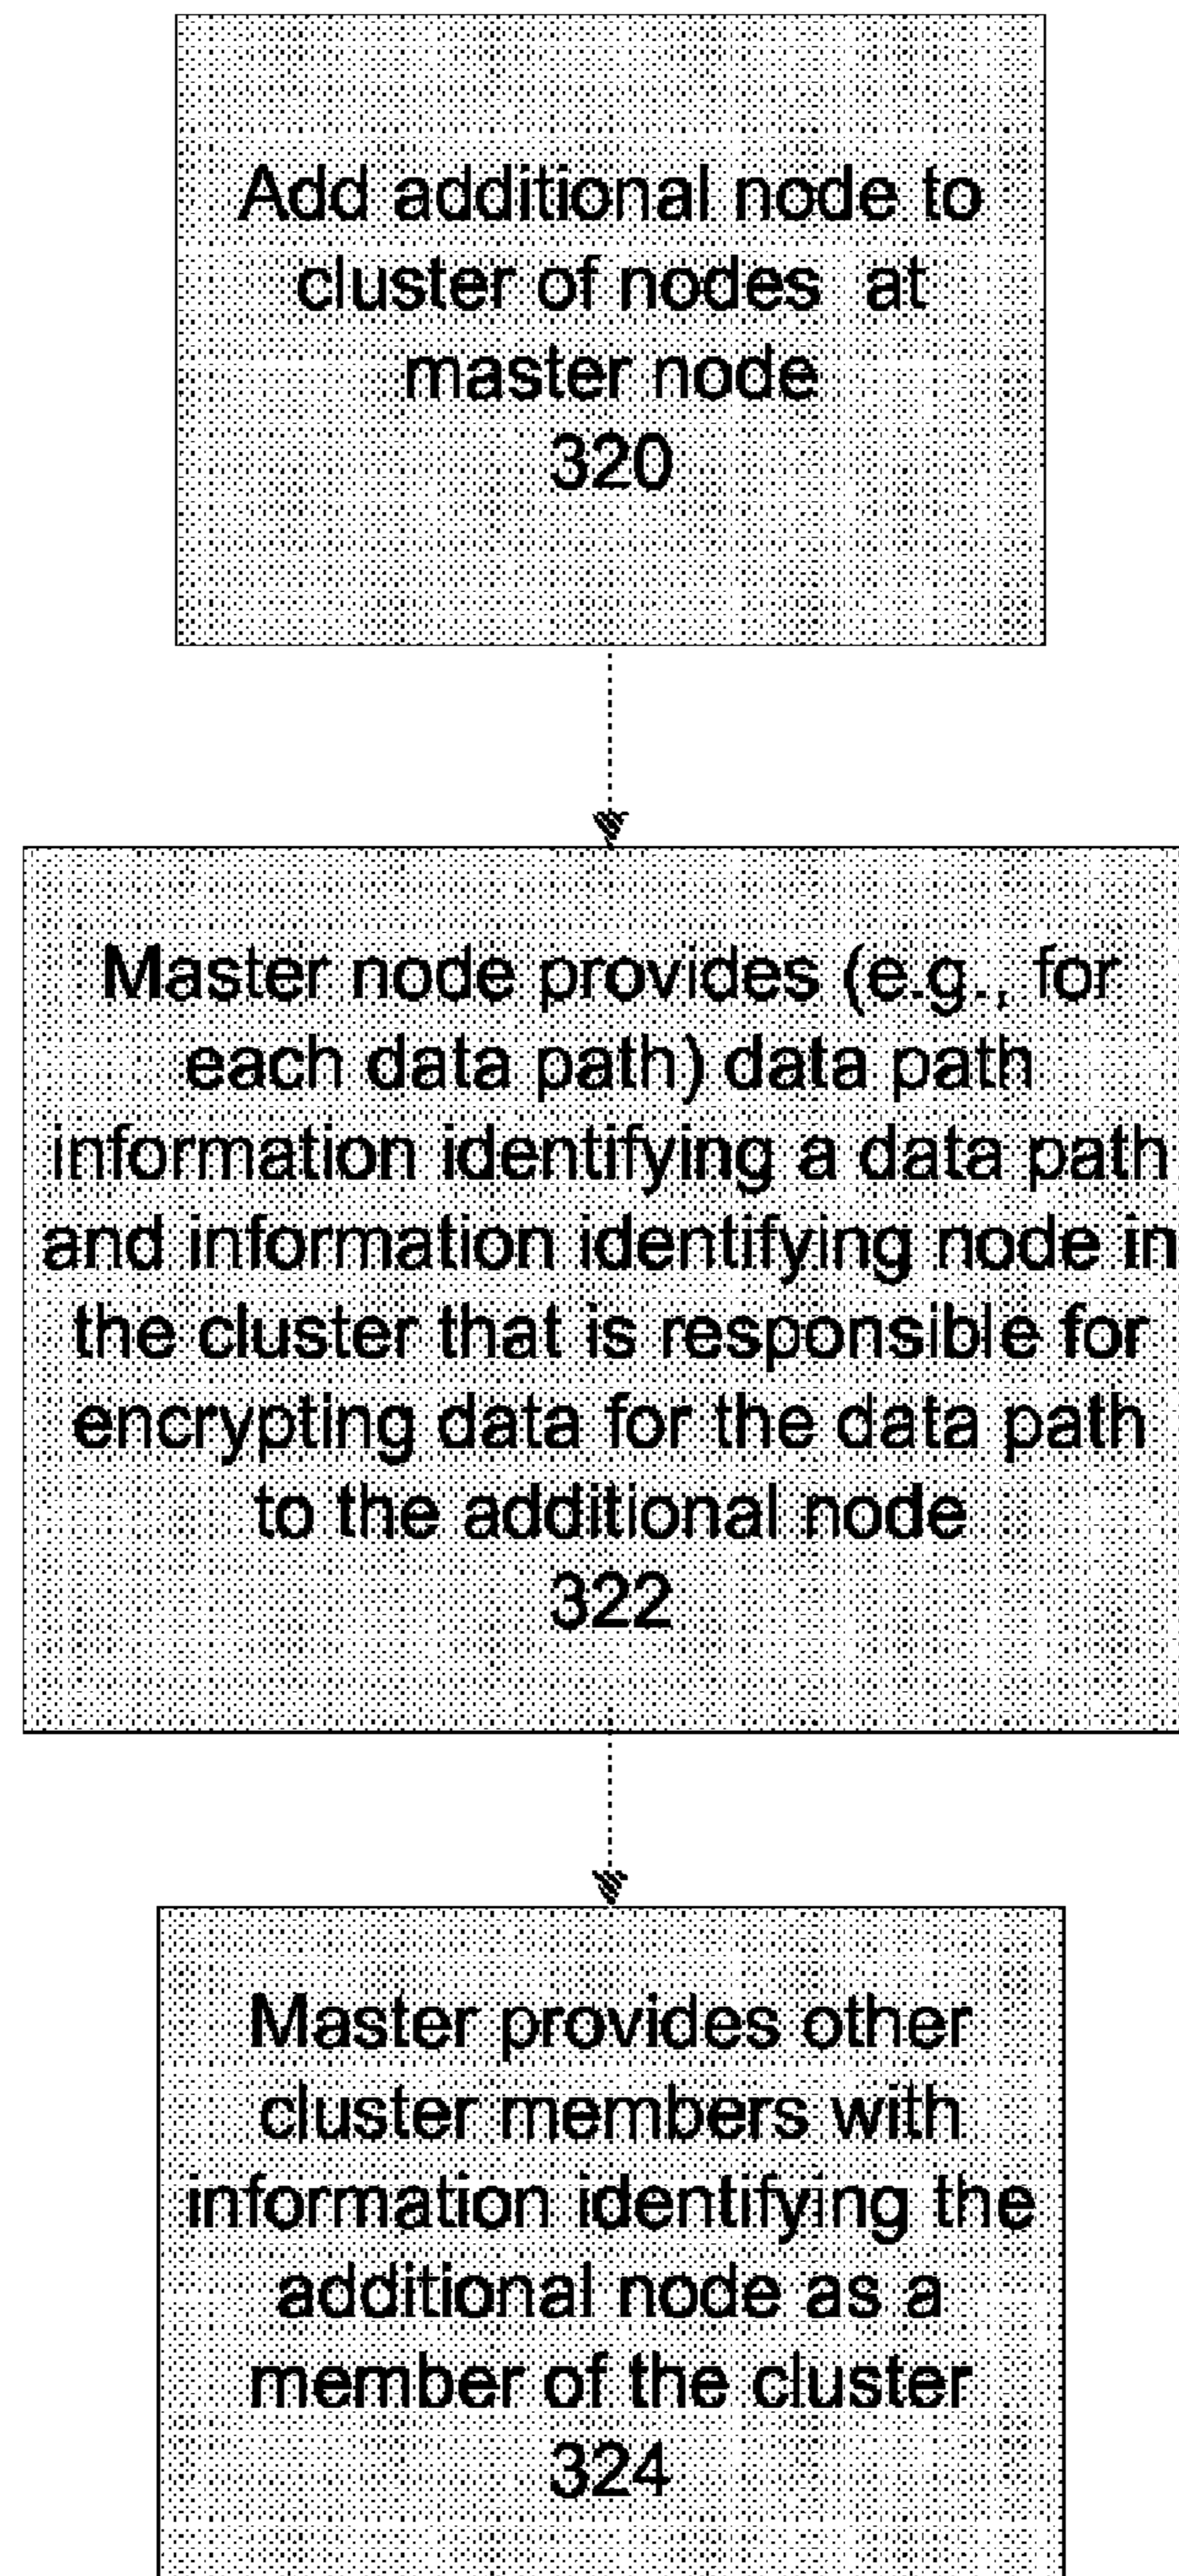 Add additional node to
cluster of nodes at
master node
320
Master node provides (e.g., for
each data path) data path
information identifying a data path
and information identifying node in
the cluster that is responsible for
encrypting data for the data path
to the additional node
322
Master provides other
cluster members with
information identifying the
additional node as a
member of the cluster
324